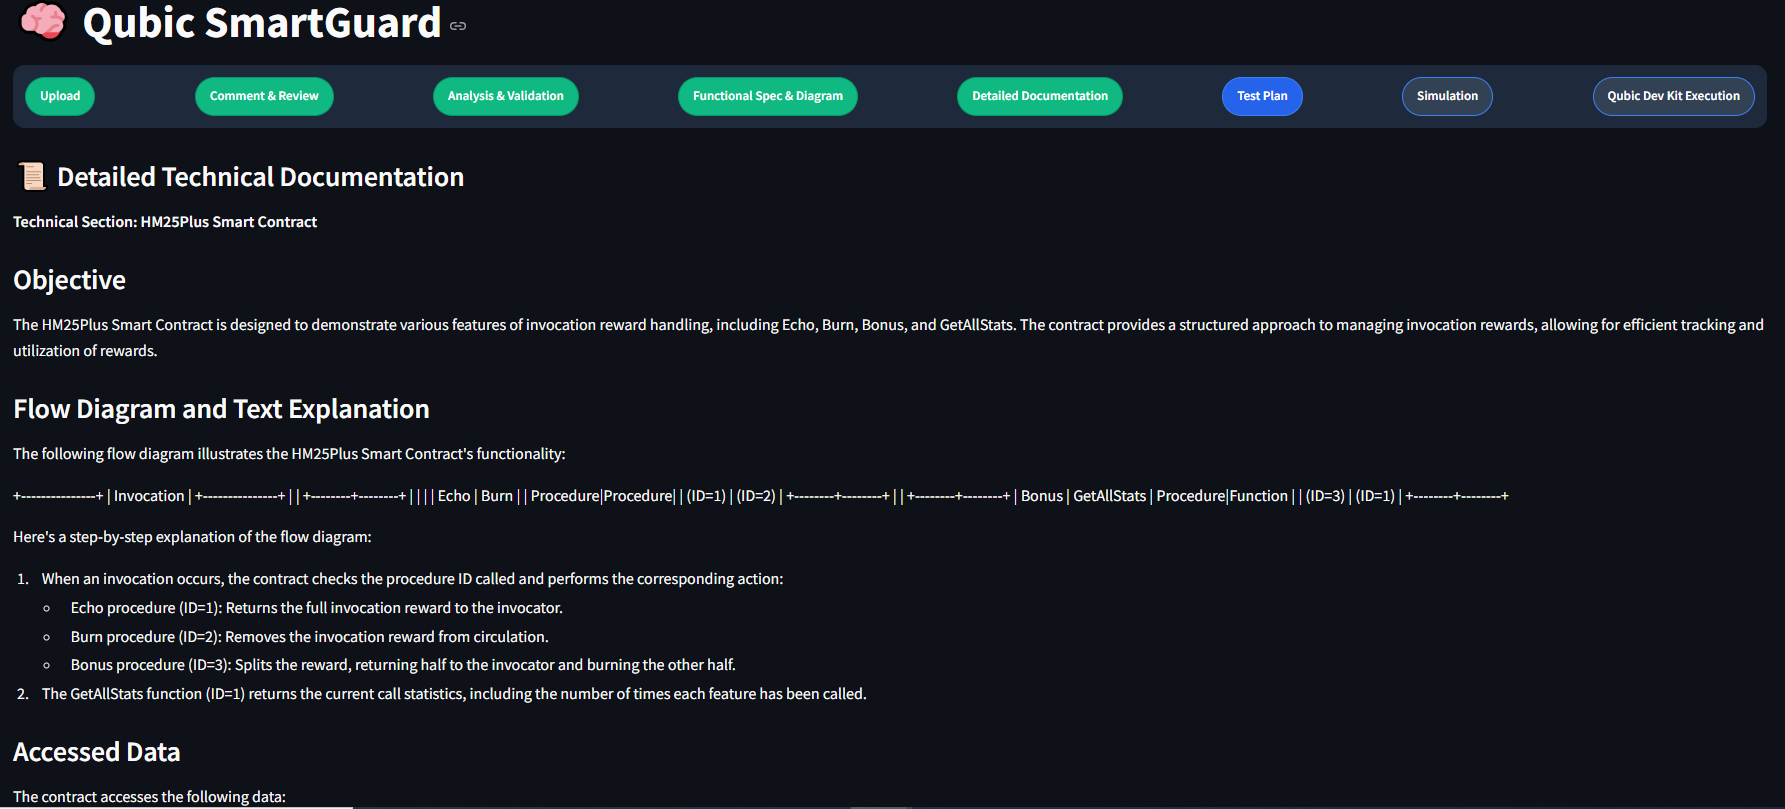 Qubic SmartGuard
Upload
Comment & Review
Analysis & Validation
Functional Spec & Diagram
Detailed Documentation
Test Plan
Simulation
Qubic Dev Kit Execution
Detailed Technical Documentation
Technical Section: HM25Plus Smart Contract
Objective
The HM25Plus Smart Contract is designed to demonstrate various features of invocation reward handling, including Echo, Burn, Bonus, and GetAllStats. The contract provides a structured approach to managing invocation rewards, allowing for efficient tracking and
utilization of rewards.
Flow Diagram and Text Explanation
The following flow diagram illustrates the HM25Plus Smart Contract's functionality:
+---------------+ | Invocation | +---------------+ | | +--------+--------+ | | | | Echo | Burn | | Procedure|Procedure| | (ID=1) | (ID=2) | +--------+--------+ | | +--------+--------+ | Bonus | GetAllStats | Procedure|Function | | (ID=3) | (ID=1) | +--------+--------+
Here's a step-by-step explanation of the flow diagram:
1. When an invocation occurs, the contract checks the procedure ID called and performs the corresponding action:
◦ Echo procedure (ID=1): Returns the full invocation reward to the invocator.
◦ Burn procedure (ID=2): Removes the invocation reward from circulation.
◦ Bonus procedure (ID=3): Splits the reward, returning half to the invocator and burning the other half.
2. The GetAllStats function (ID=1) returns the current call statistics, including the number of times each feature has been called.
Accessed Data
The contract accesses the following data: